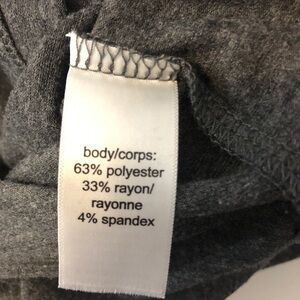 body/corps:
63% polyester
33% rayon/
rayonne
4% spandex